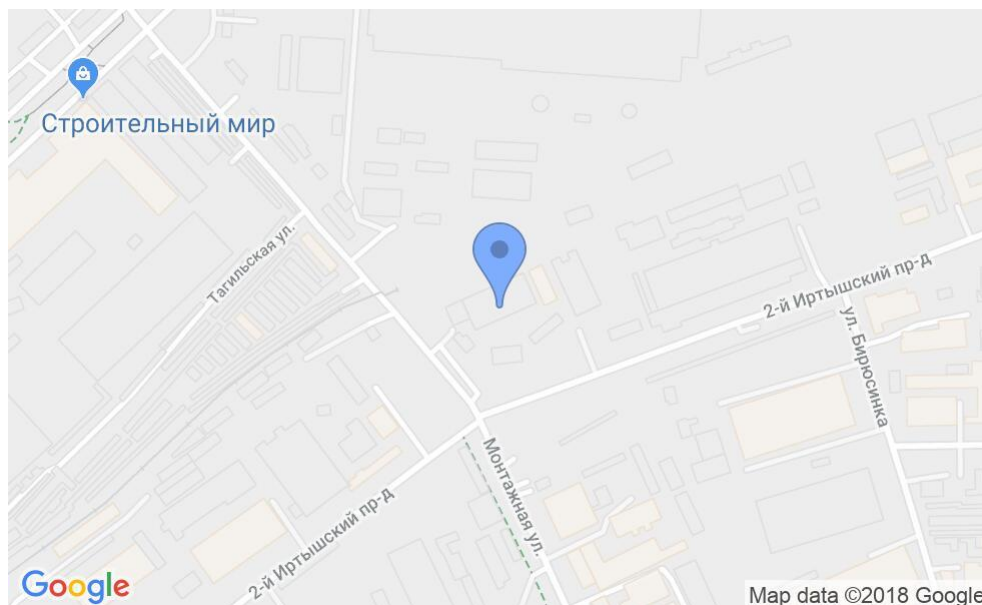 Строительный мир
Тагильская ул.
2-й Иртышский пр-д
ул. Бирюсинка
Монтажная ул.
2-й Иртышский пр-д
Google
Map data ©2018 Google